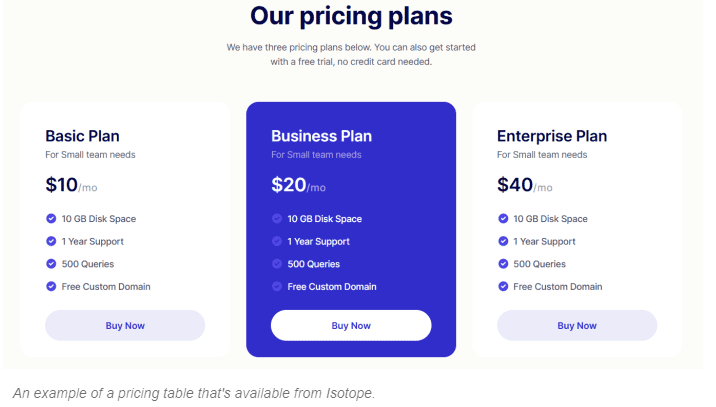 Our pricing plans
We have three pricing plans below. You can also get started
with a free trial, no credit card needed.
Basic Plan
For Small team needs
$10/mo
10 GB Disk Space
1 Year Support
500 Queries
Free Custom Domain
Buy Now
Business Plan
For Small team needs
$20/mo
10 GB Disk Space
1 Year Support
500 Queries
Free Custom Domain
Buy Now
Enterprise Plan
For Small team needs
$40/mo
10 GB Disk Space
1 Year Support
500 Queries
Free Custom Domain
Buy Now
An example of a pricing table that's available from Isotope.